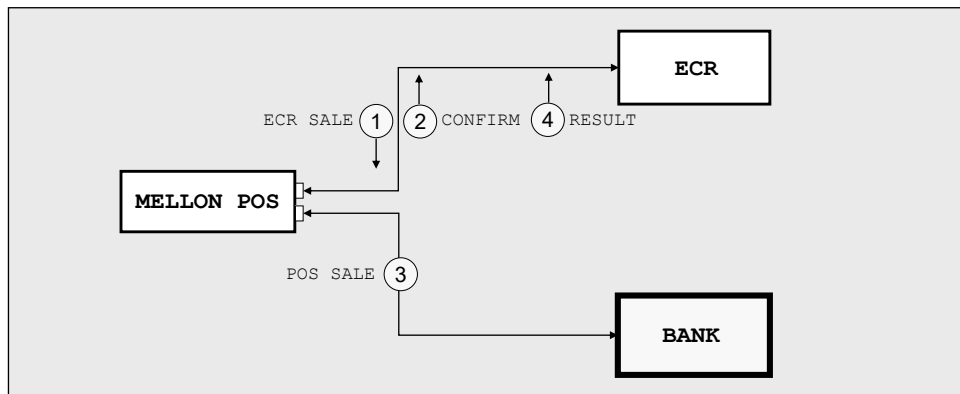 ECR
ECR SALE 1 2 CONFIRM 4 RESULT
MELLON POS
POS SALE 3
BANK